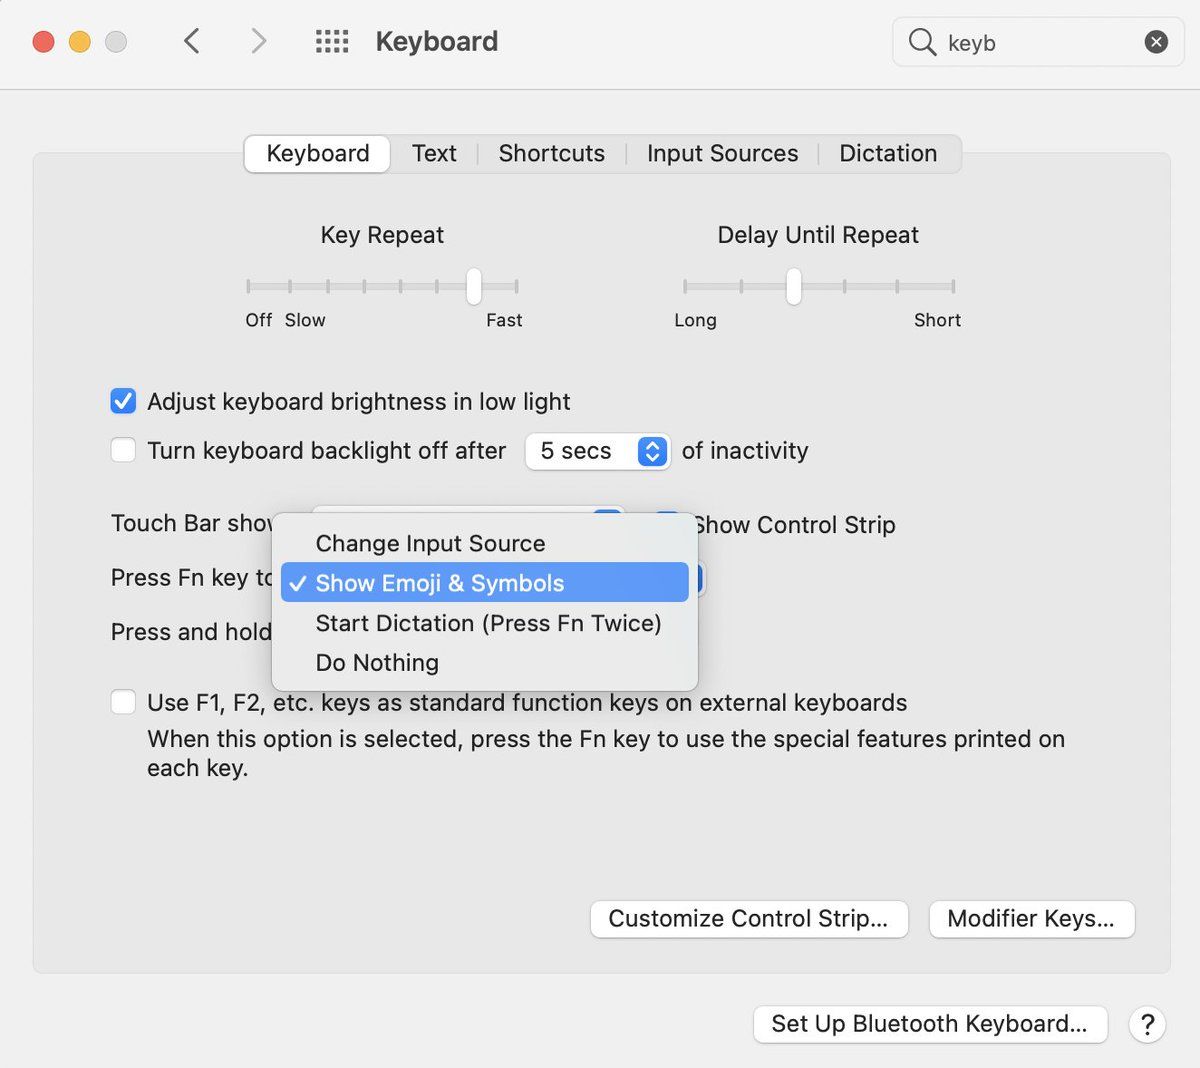 Keyboard
keyb
Keyboard Text Shortcuts Input Sources Dictation
Key Repeat Delay Until Repeat
Off Slow Fast Long Short
Adjust keyboard brightness in low light
Turn keyboard backlight off after 5 secs of inactivity
Touch Bar Show Control Strip
Change Input Source
Press Fn key to
Show Emoji & Symbols
Start Dictation (Press Fn Twice)
Press and hold
Do Nothing
Use F1, F2, etc. keys as standard function keys on external keyboards
When this option is selected, press the Fn key to use the special features printed on
each key.
Customize Control Strip... Modifier Keys...
Set Up Bluetooth Keyboard... ?